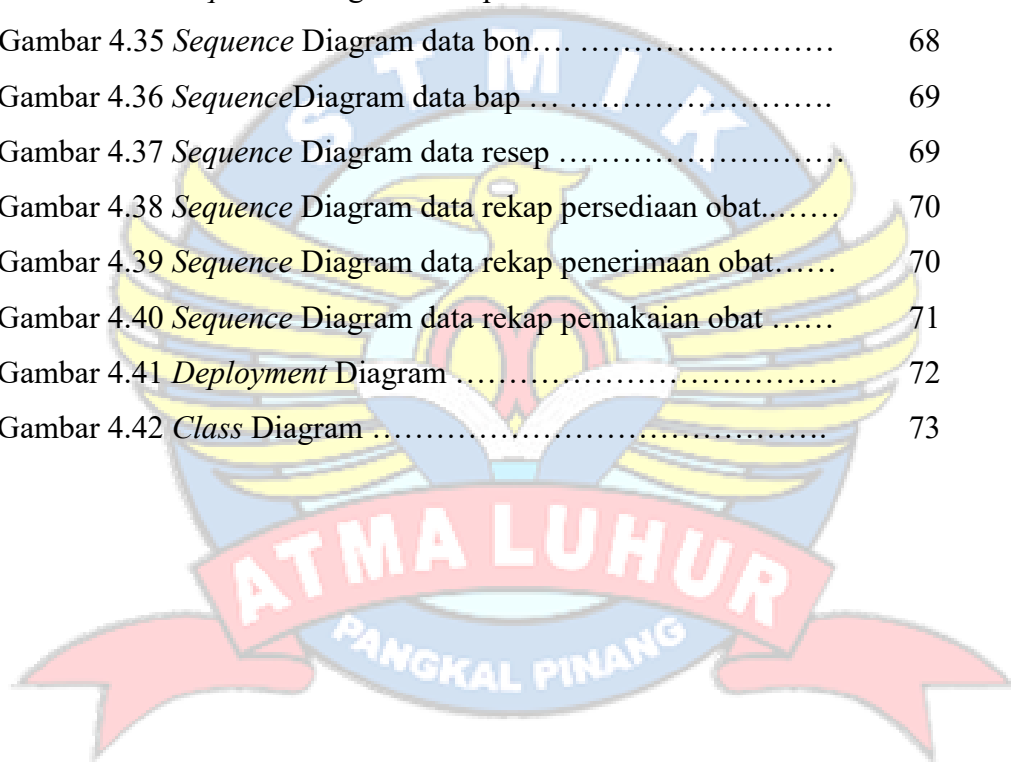 Gambar 4.35 Sequence Diagram data bon…. …………………… 68
Gambar 4.36 SequenceDiagram data bap … ……………………. 69
Gambar 4.37 Sequence Diagram data resep ……………………… 69
Gambar 4.38 Sequence Diagram data rekap persediaan obat..…… 70
Gambar 4.39 Sequence Diagram data rekap penerimaan obat…… 70
Gambar 4.40 Sequence Diagram data rekap pemakaian obat …… 71
Gambar 4.41 Deployment Diagram ……………………………… 72
Gambar 4.42 Class Diagram ……………………………………. 73
STMIK
ATMA LUHUR
PANGKAL PINANG